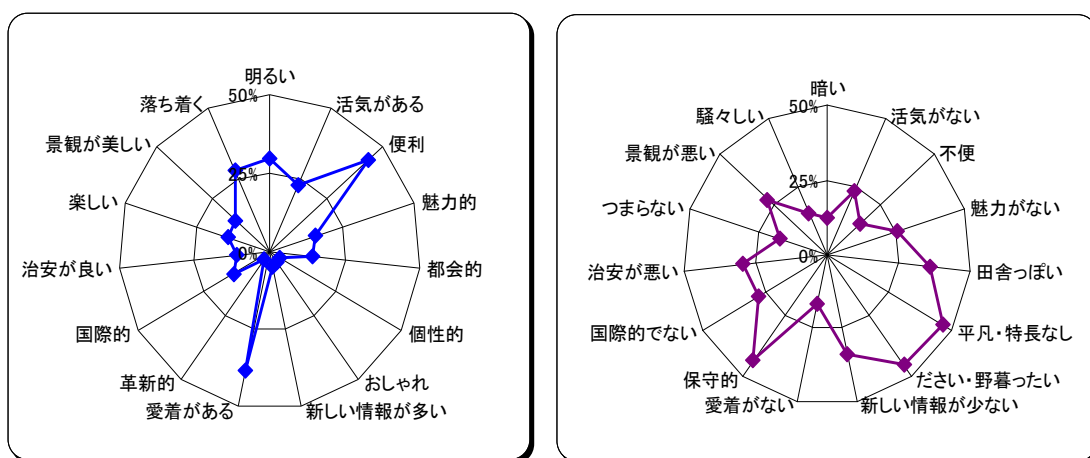 明るい
50%
活気がある
便利
魅力的
都会的
個性的
おしゃれ
新しい情報が多い
愛着がある
革新的
国際的
治安が良い
楽しい
景観が美しい
落ち着く
25%
0%
暗い
50%
活気がない
不便
魅力がない
田舎っぽい
平凡・特長なし
ださい・野暮ったい
新しい情報が少ない
愛着がない
保守的
国際的でない
治安が悪い
つまらない
景観が悪い
騒々しい
25%
0%